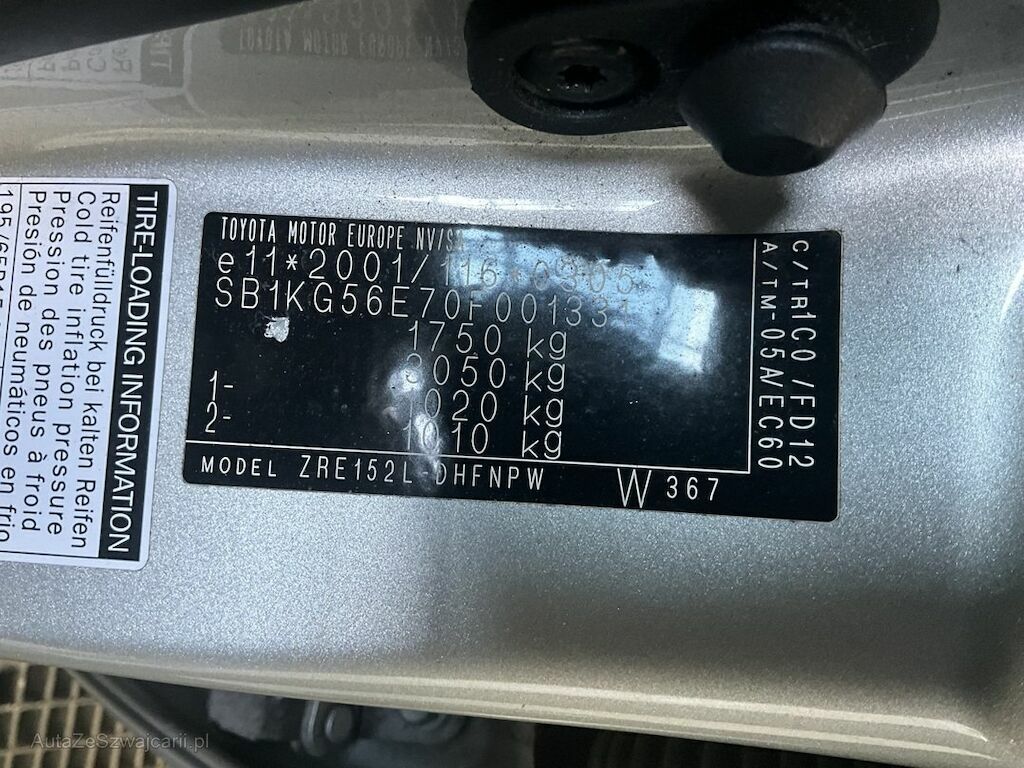 TOYOTA MOTOR EUROPE NV/SA
e11*2001/116*0305
SB1KG56E70F001331
1750 kg
3050 kg
1- 1020 kg
2- 1010 kg
MODEL ZRE152L-DHFNPW W 367
C/TR1C0 /FD12
A/TM-05A/EC60
TIRE-LOADING INFORMATION
Reifenfülldruck bei kalten Reifen
Cold tire inflation pressure
Pression des pneus à froid
Presión de neumáticos en frio
AutaZeSzwajcarii.pl